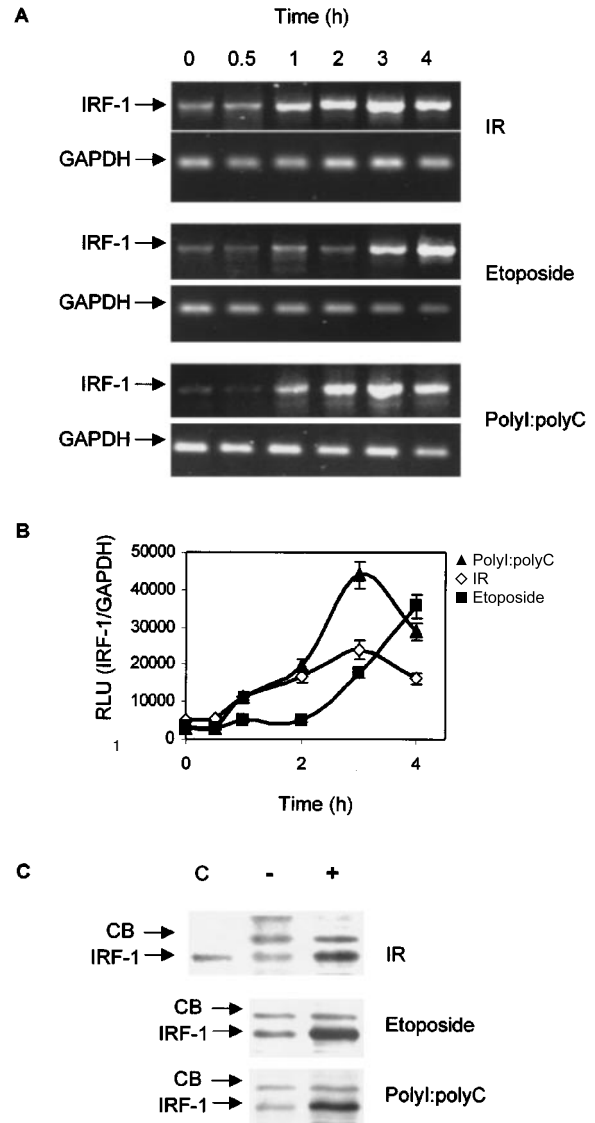 A
Time (h)
0 0.5 1 2 3 4
IRF-1
IR
GAPDH
IRF-1
Etoposide
GAPDH
IRF-1
PolyI:polyC
GAPDH
B
RLU (IRF-1/GAPDH)
50000
40000
30000
20000
10000
0
1
0 2 4
Time (h)
PolyI:polyC
IR
Etoposide
C
C - +
CB
IRF-1
IR
CB
IRF-1
Etoposide
CB
IRF-1
PolyI:polyC